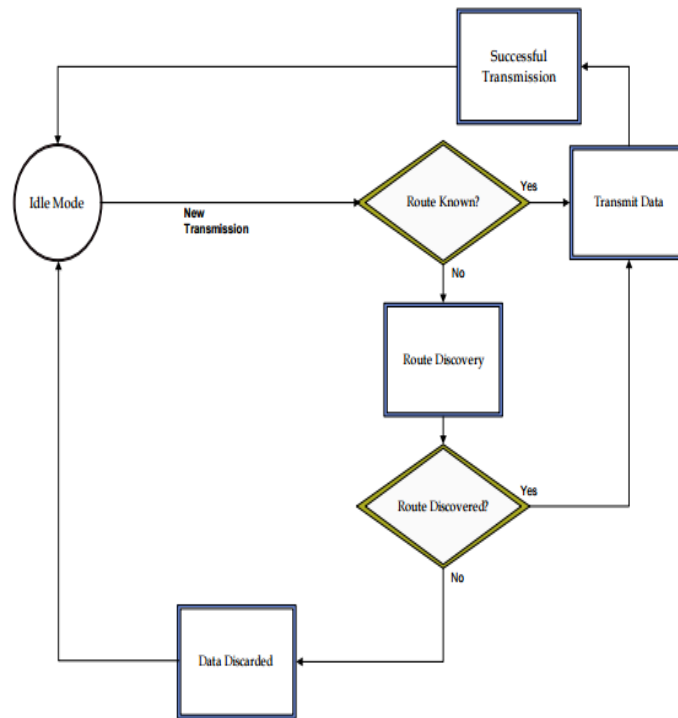 Successful
Transmission
Idle Mode
New
Transmission
Route Known?
Yes
Transmit Data
No
Route Discovery
Route Discovered?
Yes
No
Data Discarded